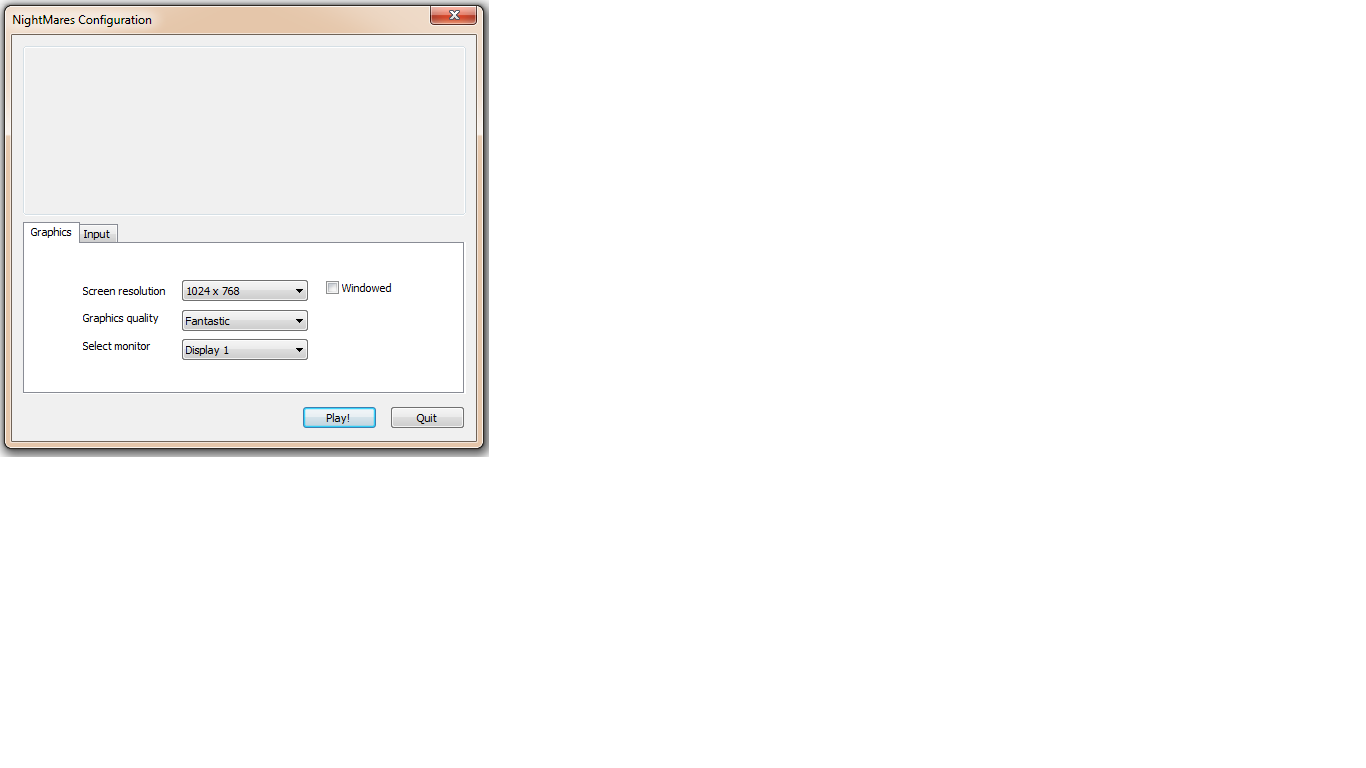 NightMares Configuration
Graphics
Input
Screen resolution
1024 x 768
Windowed
Graphics quality
Fantastic
Select monitor
Display 1
Play!
Quit